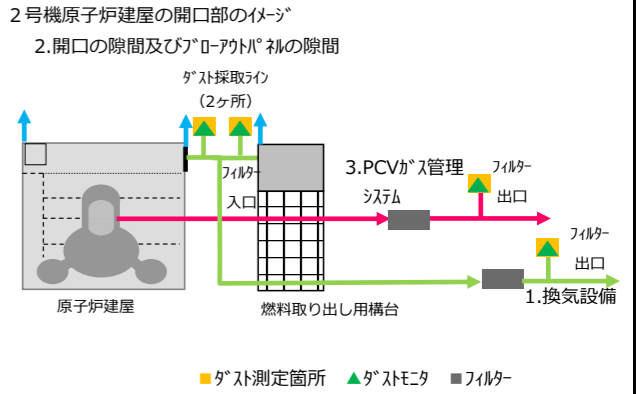 ２号機原子炉建屋の開口部のｲﾒｰｼﾞ
2.開口の隙間及びﾌﾞﾛｰｱｳﾄﾊﾟﾈﾙの隙間
ﾀﾞｽﾄ採取ﾗｲﾝ
（2ヶ所）
ﾌｨﾙﾀｰ
入口
3.PCVｶﾞｽ管理
ｼｽﾃﾑ
ﾌｨﾙﾀｰ
出口
ﾌｨﾙﾀｰ
出口
1.換気設備
原子炉建屋
燃料取り出し用構台
■ﾀﾞｽﾄ測定箇所 ▲ﾀﾞｽﾄﾓﾆﾀ ■ﾌｨﾙﾀｰ